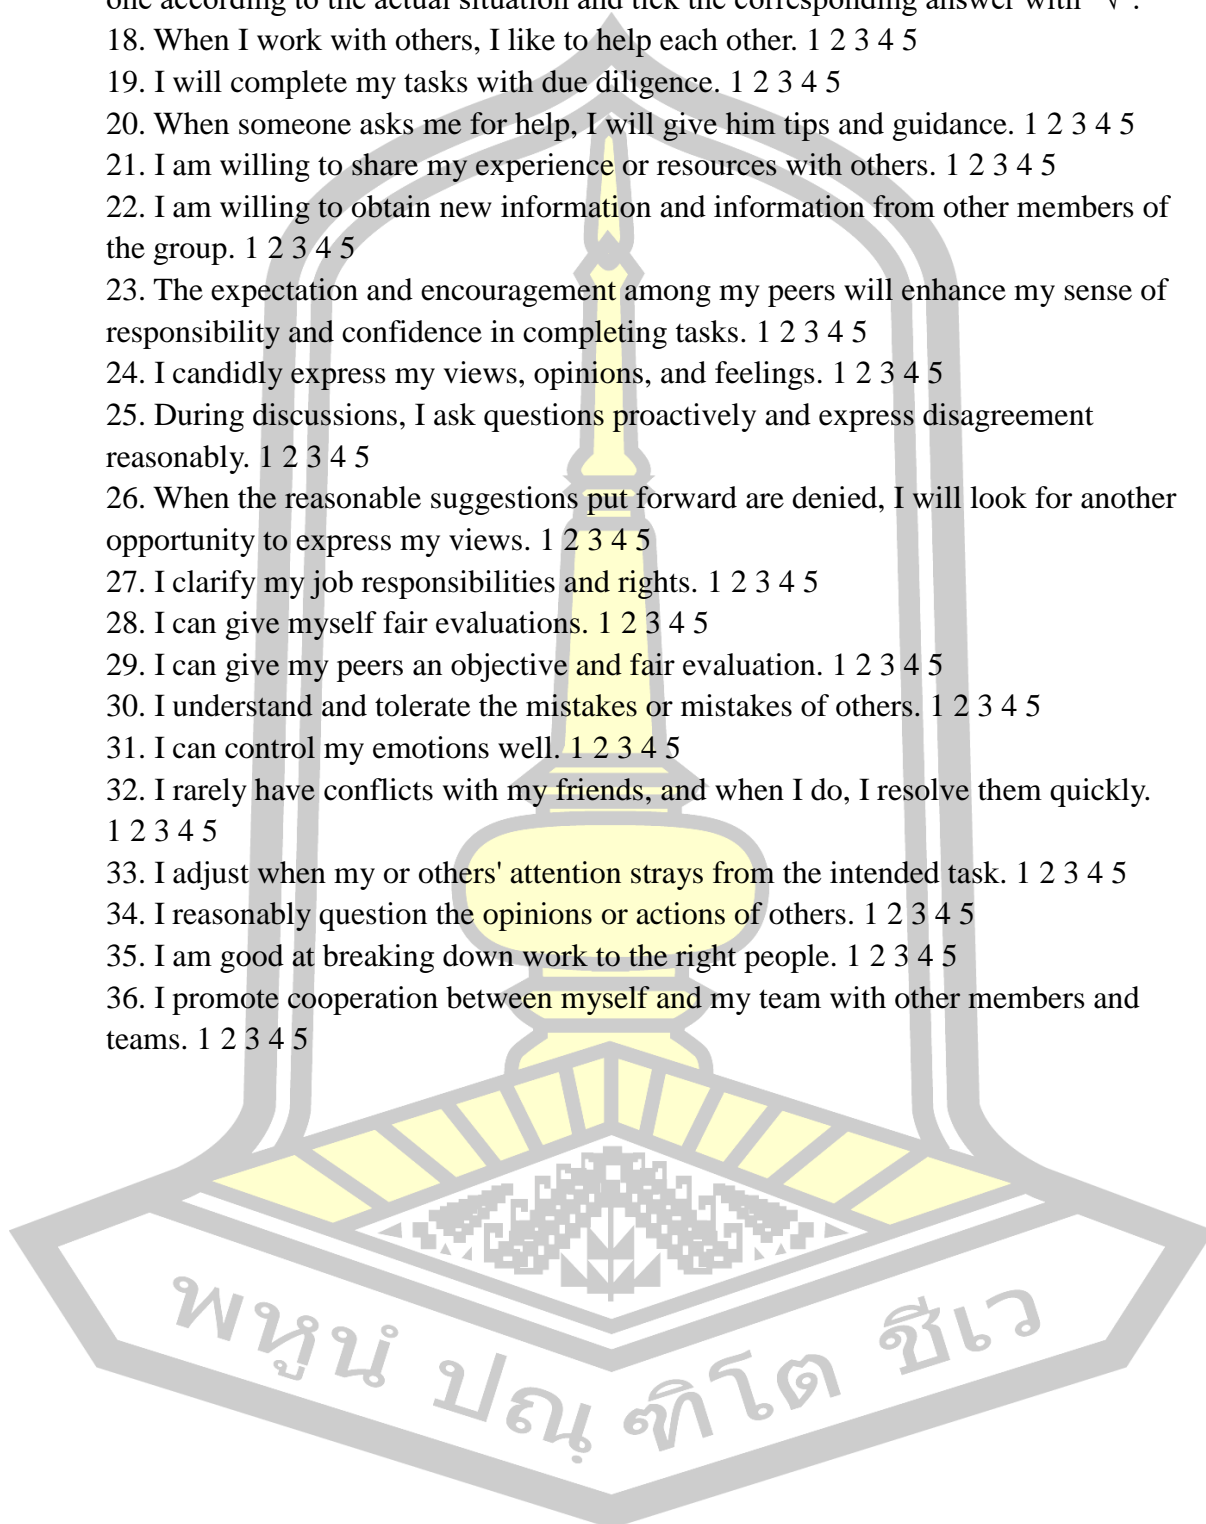 one according to the actual situation and tick the corresponding answer with "√".
18. When I work with others, I like to help each other. 1 2 3 4 5
19. I will complete my tasks with due diligence. 1 2 3 4 5
20. When someone asks me for help, I will give him tips and guidance. 1 2 3 4 5
21. I am willing to share my experience or resources with others. 1 2 3 4 5
22. I am willing to obtain new information and information from other members of
the group. 1 2 3 4 5
23. The expectation and encouragement among my peers will enhance my sense of
responsibility and confidence in completing tasks. 1 2 3 4 5
24. I candidly express my views, opinions, and feelings. 1 2 3 4 5
25. During discussions, I ask questions proactively and express disagreement
reasonably. 1 2 3 4 5
26. When the reasonable suggestions put forward are denied, I will look for another
opportunity to express my views. 1 2 3 4 5
27. I clarify my job responsibilities and rights. 1 2 3 4 5
28. I can give myself fair evaluations. 1 2 3 4 5
29. I can give my peers an objective and fair evaluation. 1 2 3 4 5
30. I understand and tolerate the mistakes or mistakes of others. 1 2 3 4 5
31. I can control my emotions well. 1 2 3 4 5
32. I rarely have conflicts with my friends, and when I do, I resolve them quickly.
1 2 3 4 5
33. I adjust when my or others' attention strays from the intended task. 1 2 3 4 5
34. I reasonably question the opinions or actions of others. 1 2 3 4 5
35. I am good at breaking down work to the right people. 1 2 3 4 5
36. I promote cooperation between myself and my team with other members and
teams. 1 2 3 4 5
พหูนํ ปณฺฑิโต ชีเว